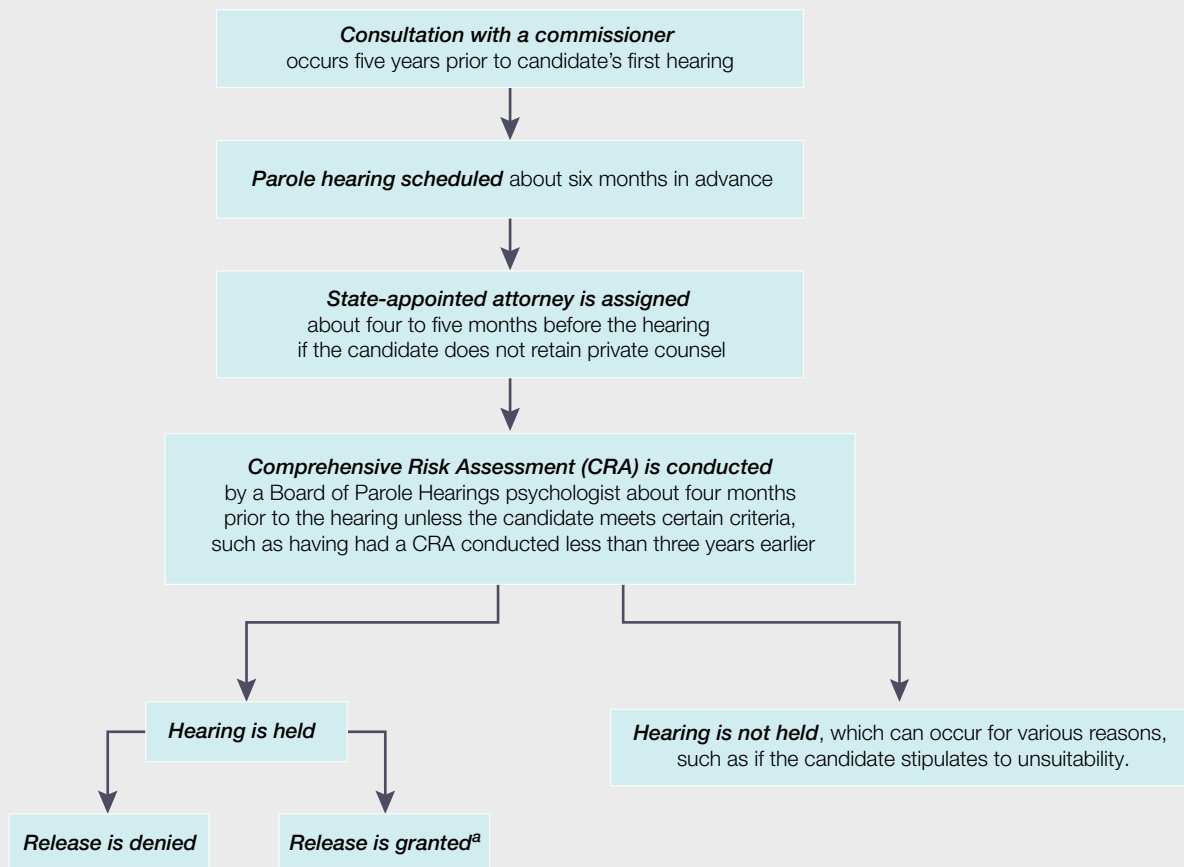 Consultation with a commissioner
occurs five years prior to candidate's first hearing
Parole hearing scheduled about six months in advance
State-appointed attorney is assigned
about four to five months before the hearing
if the candidate does not retain private counsel
Comprehensive Risk Assessment (CRA) is conducted
by a Board of Parole Hearings psychologist about four months
prior to the hearing unless the candidate meets certain criteria,
such as having had a CRA conducted less than three years earlier
Hearing is held
Hearing is not held, which can occur for various reasons,
such as if the candidate stipulates to unsuitability.
Release is denied
Release is grantedᵃ